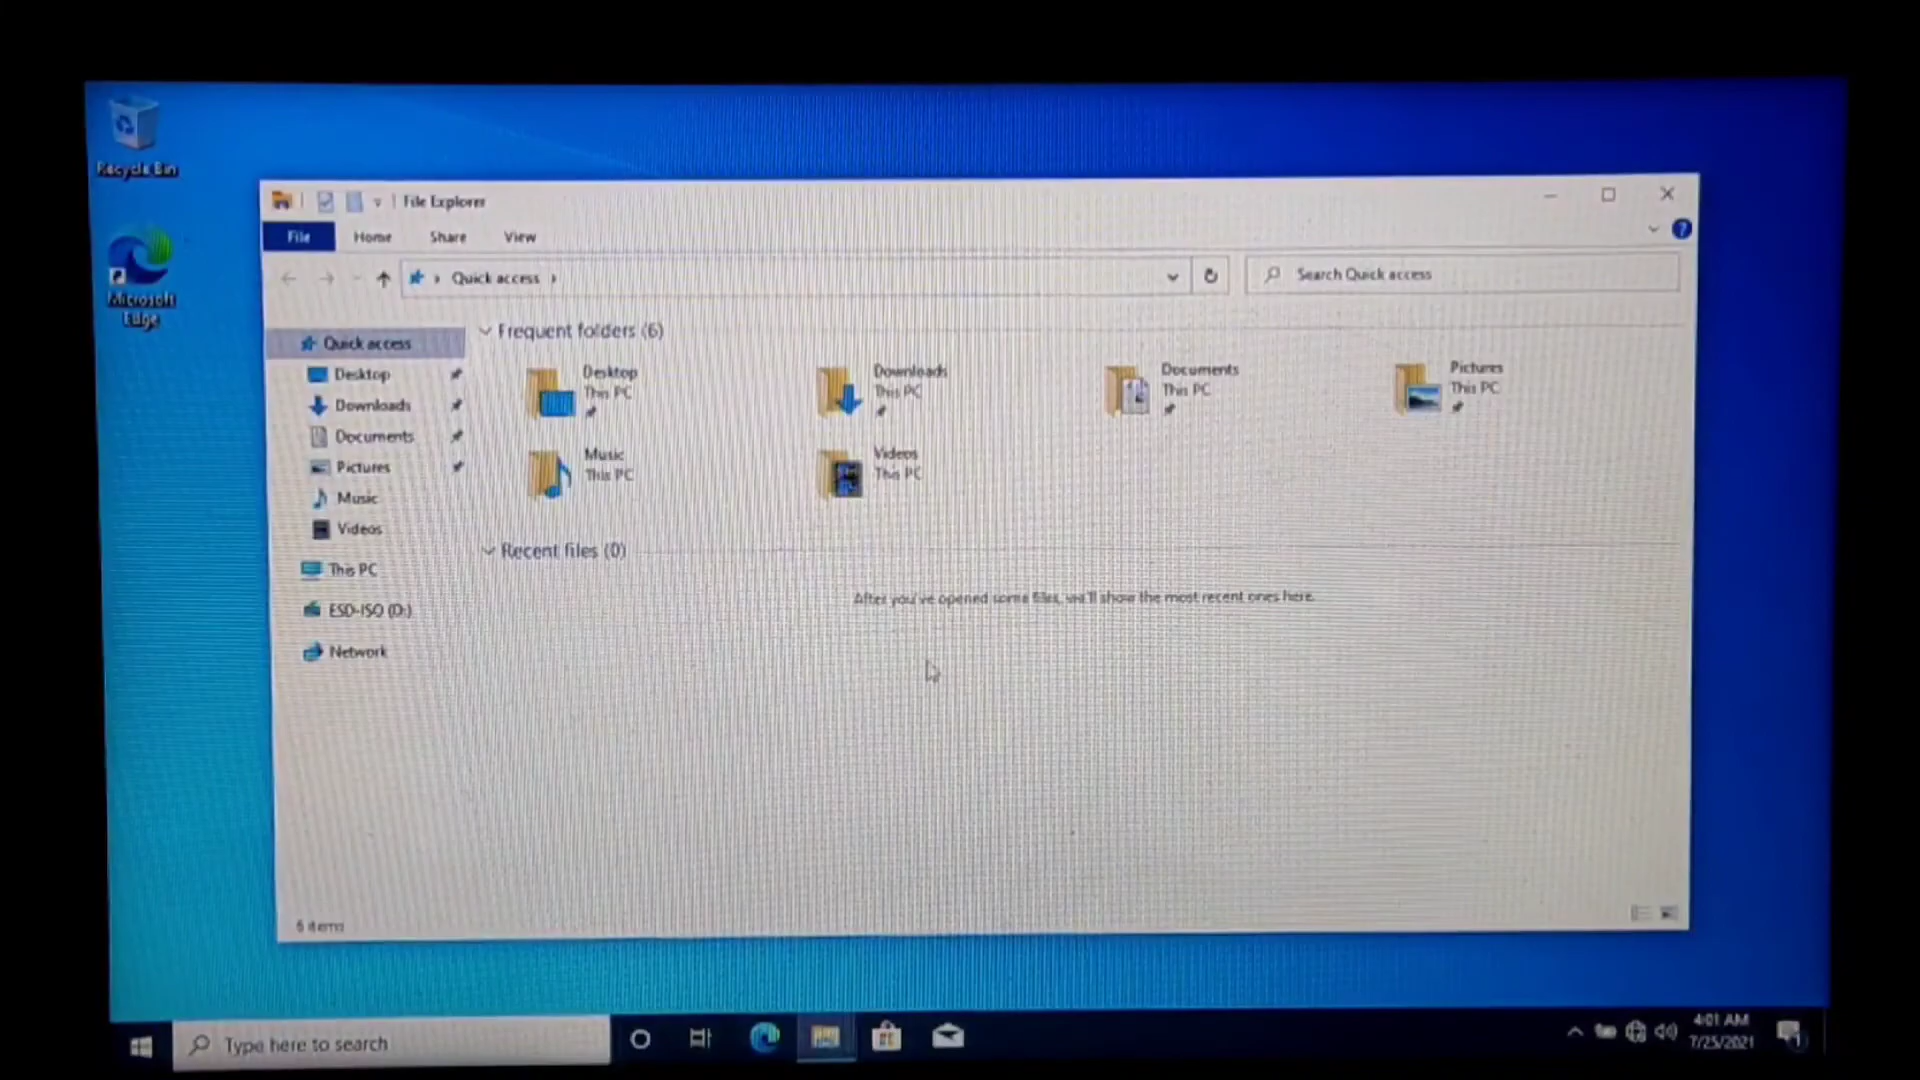 Recycle Bin
Microsoft
Edge
File Explorer
File Home Share View
Quick access
Search Quick access
Quick access
Desktop
Downloads
Documents
Pictures
Music
Videos
This PC
ESD-ISO (D:)
Network
Frequent folders (6)
Desktop
This PC
Downloads
This PC
Documents
This PC
Pictures
This PC
Music
This PC
Videos
This PC
Recent files (0)
After you've opened some files, we'll show the most recent ones here.
6 items
Type here to search
4:01 AM
7/25/2021
1